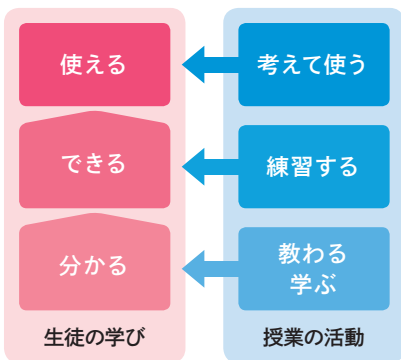 使える
できる
分かる
生徒の学び
考えて使う
練習する
教わる
学ぶ
授業の活動